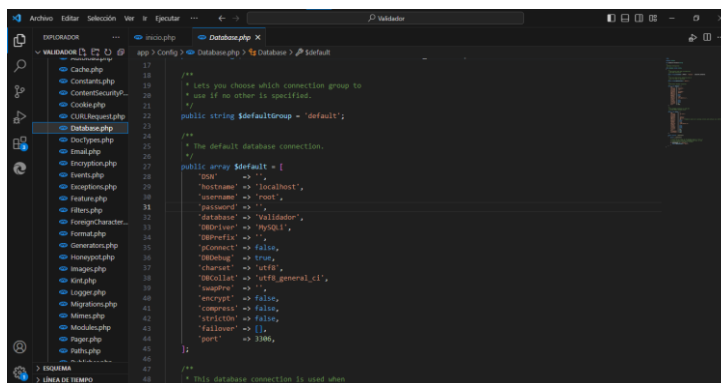 Archivo Editar Selección Ver Ir Ejecutar ... Validador
EXPLORADOR ...
inicio.php Database.php ×
VALIDADOR
app > Config > Database.php > Database > $default
Cache.php
Constants.php
ContentSecurityP...
Cookie.php
CURLRequest.php
Database.php
DocTypes.php
Email.php
Encryption.php
Events.php
Exceptions.php
Feature.php
Filters.php
ForeignCharacter...
Format.php
Generators.php
Honeypot.php
Images.php
Kint.php
Logger.php
Migrations.php
Mimes.php
Modules.php
Pager.php
Paths.php
ESQUEMA
LÍNEA DE TIEMPO
17
18 /**
19 * Lets you choose which connection group to
20 * use if no other is specified.
21 */
22 public string $defaultGroup = 'default';
23
24 /**
25 * The default database connection.
26 */
27 public array $default = [
28 'DSN' => '',
29 'hostname' => 'localhost',
30 'username' => 'root',
31 'password' => '',
32 'database' => 'Validador',
33 'DBDriver' => 'MySQLi',
34 'DBPrefix' => '',
35 'pConnect' => false,
36 'DBDebug' => true,
37 'charset' => 'utf8',
38 'DBCollat' => 'utf8_general_ci',
39 'swapPre' => '',
40 'encrypt' => false,
41 'compress' => false,
42 'strictOn' => false,
43 'failover' => [],
44 'port' => 3306,
45 ];
46
47 /**
48 * This database connection is used when